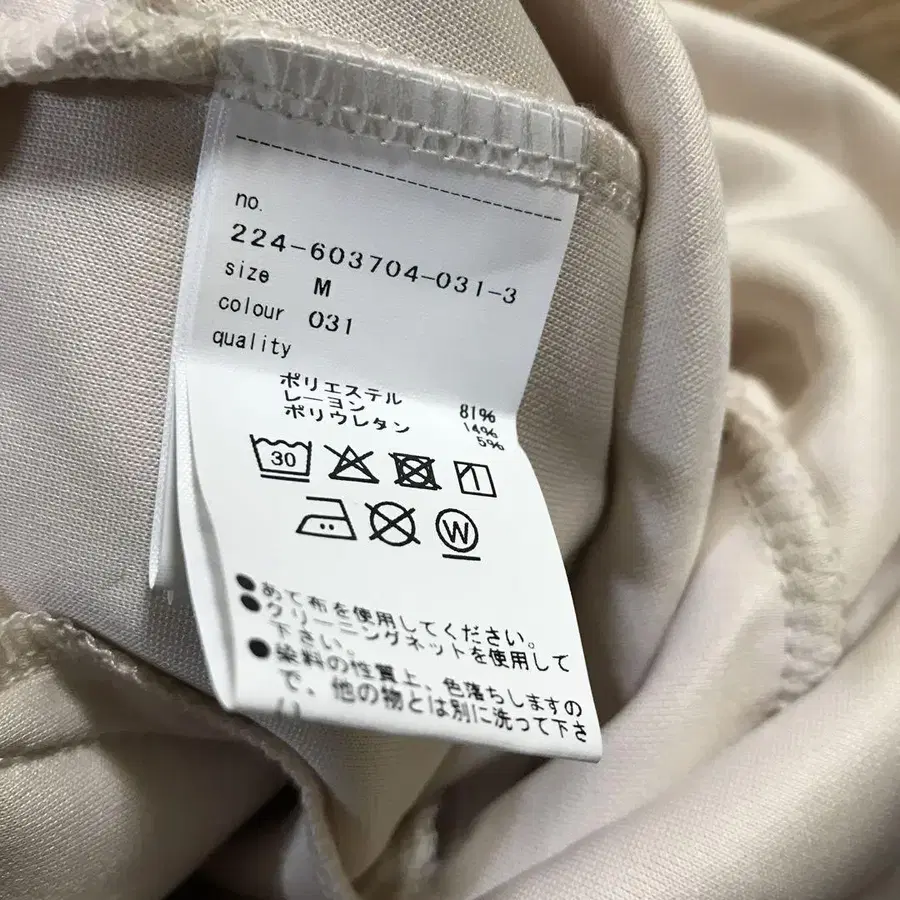 no.
224-603704-031-3
size M
colour 031
quality
ポリエステル 81%
レーヨン 14%
ポリウレタン 5%
30
W
●あて布を使用してください。
●クリーニングネットを使用して
下さい。
●染料の性質上、色落ちしますの
で、他の物とは別に洗って下さ
い